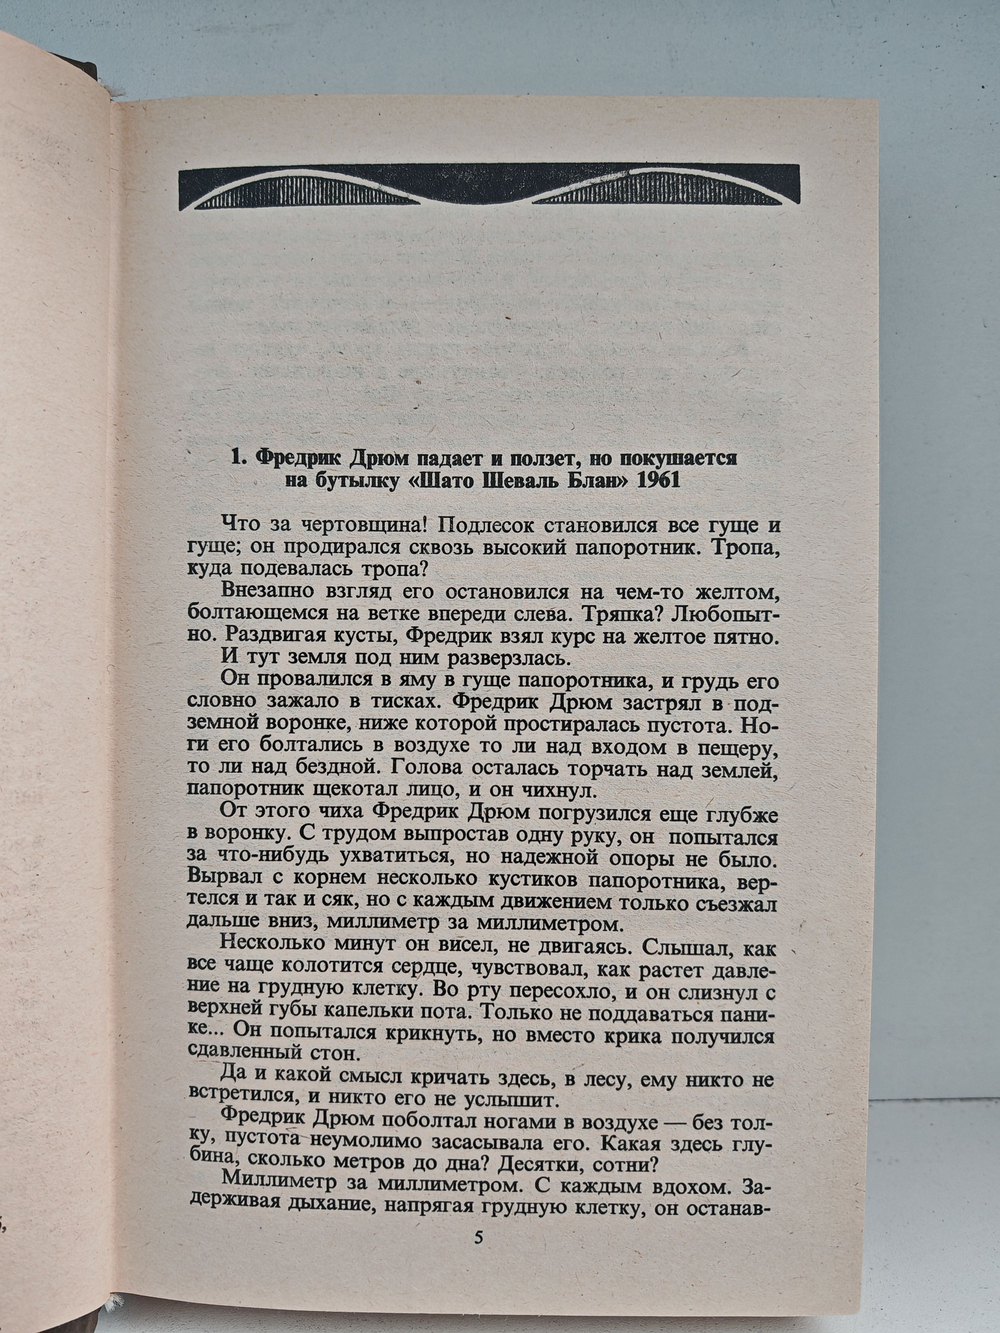 1. Фредрик Дрюм падает и ползет, но покушается
на бутылку «Шато Шеваль Блан» 1961
Что за чертовщина! Подлесок становился все гуще и
гуще; он продирался сквозь высокий папоротник. Тропа,
куда подевалась тропа?
Внезапно взгляд его остановился на чем-то желтом,
болтающемся на ветке впереди слева. Тряпка? Любопыт-
но. Раздвигая кусты, Фредрик взял курс на желтое пятно.
И тут земля под ним разверзлась.
Он провалился в яму в гуще папоротника, и грудь его
словно зажало в тисках. Фредрик Дрюм застрял в под-
земной воронке, ниже которой простиралась пустота. Но-
ги его болтались в воздухе то ли над входом в пещеру,
то ли над бездной. Голова осталась торчать над землей,
папоротник щекотал лицо, и он чихнул.
От этого чиха Фредрик Дрюм погрузился еще глубже
в воронку. С трудом выпростав одну руку, он попытался
за что-нибудь ухватиться, но надежной опоры не было.
Вырвал с корнем несколько кустиков папоротника, вер-
телся и так и сяк, но с каждым движением только съезжал
дальше вниз, миллиметр за миллиметром.
Несколько минут он висел, не двигаясь. Слышал, как
все чаще колотится сердце, чувствовал, как растет давле-
ние на грудную клетку. Во рту пересохло, и он слизнул с
верхней губы капельки пота. Только не поддаваться пани-
ке... Он попытался крикнуть, но вместо крика получился
сдавленный стон.
Да и какой смысл кричать здесь, в лесу, ему никто не
встретился, и никто его не услышит.
Фредрик Дрюм поболтал ногами в воздухе — без тол-
ку, пустота неумолимо засасывала его. Какая здесь глу-
бина, сколько метров до дна? Десятки, сотни?
Миллиметр за миллиметром. С каждым вдохом. За-
держивая дыхание, напрягая грудную клетку, он останав-
5